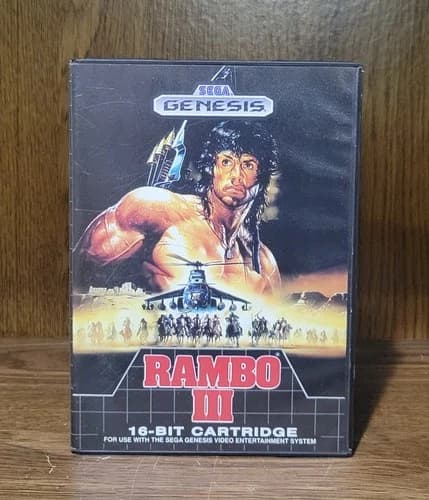 SEGA
GENESIS
RAMBO
III
16-BIT CARTRIDGE
FOR USE WITH THE SEGA GENESIS VIDEO ENTERTAINMENT SYSTEM